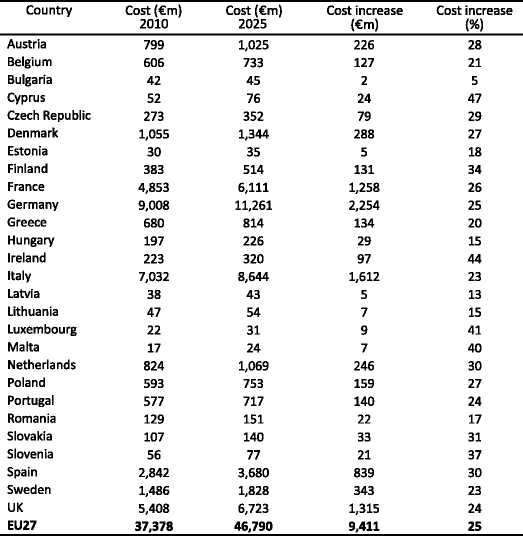 Country Cost (€m) 2010 Cost (€m) 2025 Cost increase (€m) Cost increase (%)
Austria 799 1,025 226 28
Belgium 606 733 127 21
Bulgaria 42 45 2 5
Cyprus 52 76 24 47
Czech Republic 273 352 79 29
Denmark 1,055 1,344 288 27
Estonia 30 35 5 18
Finland 383 514 131 34
France 4,853 6,111 1,258 26
Germany 9,008 11,261 2,254 25
Greece 680 814 134 20
Hungary 197 226 29 15
Ireland 223 320 97 44
Italy 7,032 8,644 1,612 23
Latvia 38 43 5 13
Lithuania 47 54 7 15
Luxembourg 22 31 9 41
Malta 17 24 7 40
Netherlands 824 1,069 246 30
Poland 593 753 159 27
Portugal 577 717 140 24
Romania 129 151 22 17
Slovakia 107 140 33 31
Slovenia 56 77 21 37
Spain 2,842 3,680 839 30
Sweden 1,486 1,828 343 23
UK 5,408 6,723 1,315 24
EU27 37,378 46,790 9,411 25